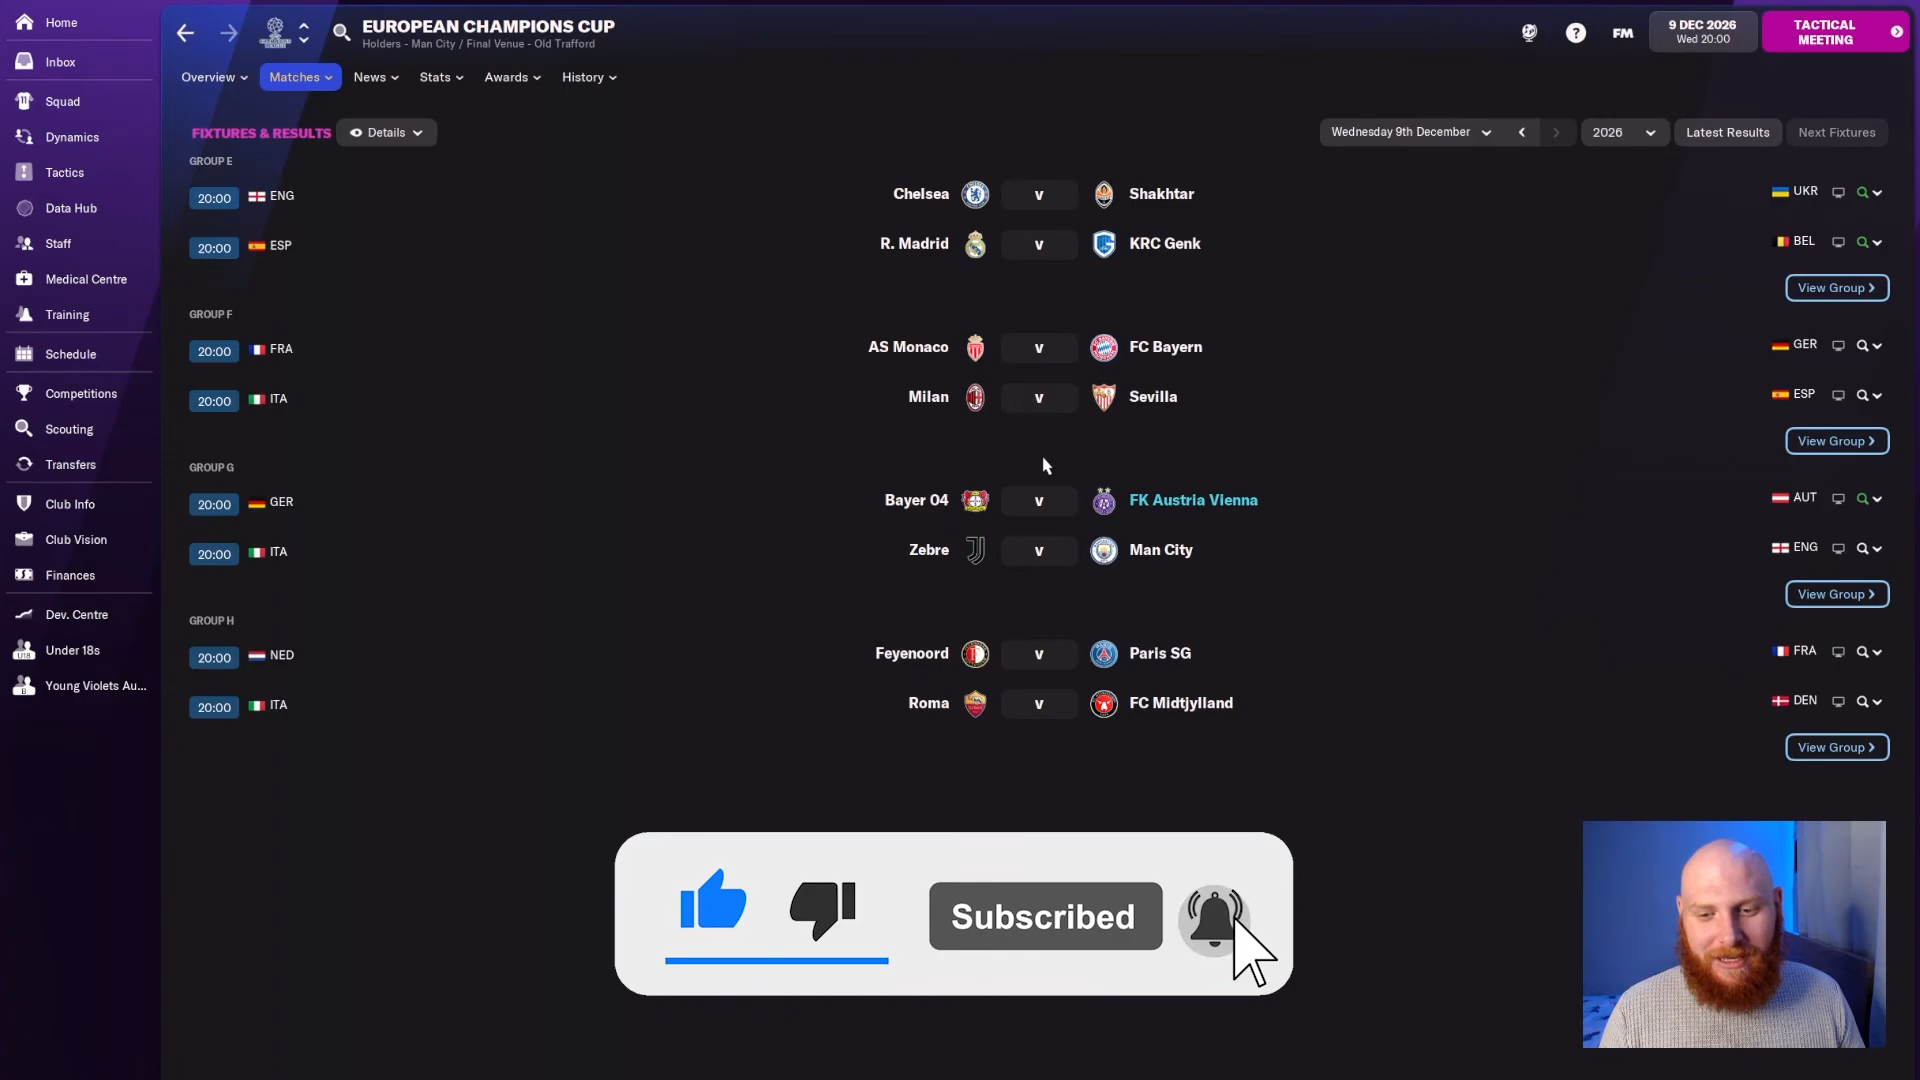 Home
Inbox
Squad
Dynamics
Tactics
Data Hub
Staff
Medical Centre
Training
Schedule
Competitions
Scouting
Transfers
Club Info
Club Vision
Finances
Dev. Centre
Under 18s
Young Violets Au...
EUROPEAN CHAMPIONS CUP
Holders - Man City / Final Venue - Old Trafford
FM
9 DEC 2026
Wed 20:00
TACTICAL
MEETING
Overview Matches News Stats Awards History
FIXTURES & RESULTS Details Wednesday 9th December 2026 Latest Results Next Fixtures
GROUP E
20:00 ENG Chelsea v Shakhtar UKR
20:00 ESP R. Madrid v KRC Genk BEL
View Group
GROUP F
20:00 FRA AS Monaco v FC Bayern GER
20:00 ITA Milan v Sevilla ESP
View Group
GROUP G
20:00 GER Bayer 04 v FK Austria Vienna AUT
20:00 ITA Zebre v Man City ENG
View Group
GROUP H
20:00 NED Feyenoord v Paris SG FRA
20:00 ITA Roma v FC Midtjylland DEN
View Group
Subscribed